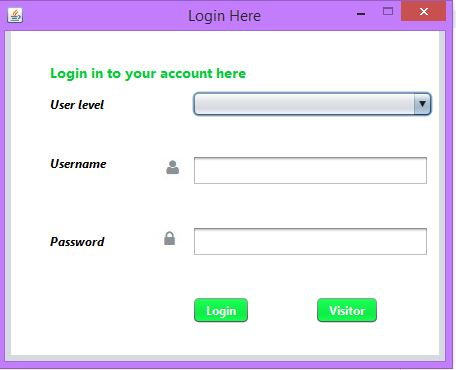 Login Here
Login in to your account here
User level
Username
Password
Login
Visitor